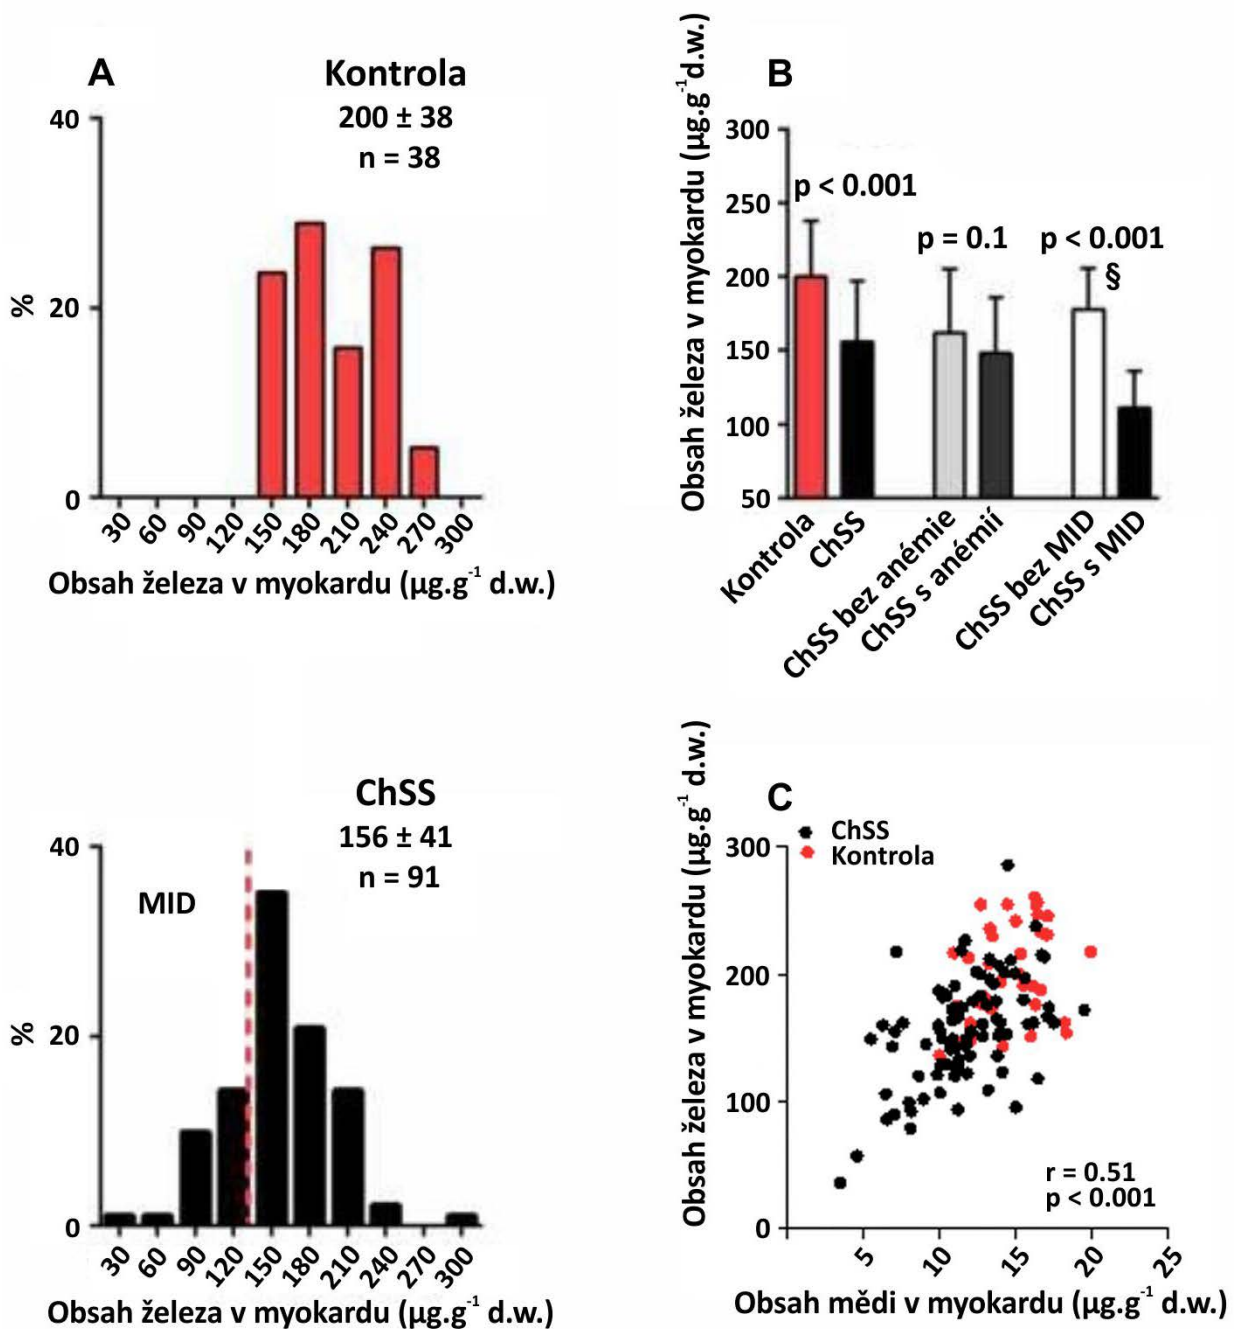 A
Kontrola
200 ± 38
n = 38
40
20
0
%
30 60 90 120 150 180 210 240 270 300
Obsah železa v myokardu (µg.g⁻¹ d.w.)
B
Obsah železa v myokardu (µg.g⁻¹d.w.)
300
250
200
150
100
50
p < 0.001
p = 0.1
p < 0.001
§
Kontrola
ChSS
ChSS bez anémie
ChSS s anémií
ChSS bez MID
ChSS s MID
ChSS
156 ± 41
n = 91
MID
40
20
0
%
30 60 90 120 150 180 210 240 270 300
Obsah železa v myokardu (µg.g⁻¹ d.w.)
C
ChSS
Kontrola
Obsah železa v myokardu (µg.g⁻¹ d.w.)
300
200
100
0
r = 0.51
p < 0.001
5 10 15 20 25
Obsah mědi v myokardu (µg.g⁻¹ d.w.)